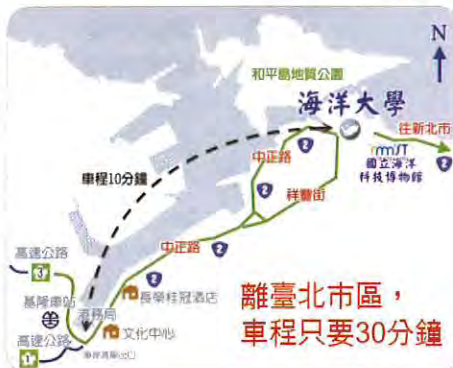 N
和平島地質公園
海洋大學
往新北市
2
中正路
nmmST
國立海洋
科技博物館
2
車程10分鐘
2
祥豐街
中正路
2
2
高速公路
3
長榮桂冠酒店
基隆車站
港務局
文化中心
高速公路
1
離臺北市區，
車程只要30分鐘